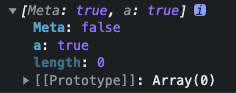 ▼ [Meta: true, a: true] i
Meta: false
a: true
length: 0
▶ [[Prototype]]: Array(0)